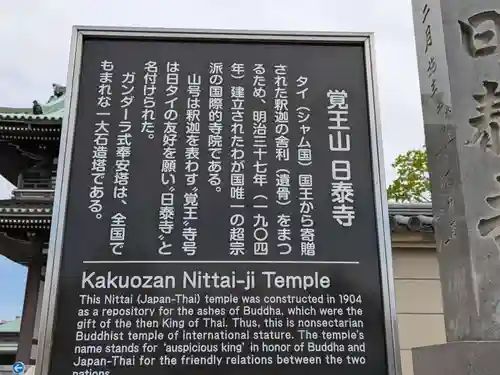 覚王山 日泰寺
タイ（シャム国）国王から寄贈
された釈迦の舎利（遺骨）をまつ
るため、明治三十七年（一九〇四
年）建立されたわが国唯一の超宗
派の国際的寺院である。
山号は釈迦を表わす〝覚王〟寺号
は日タイの友好を願い〝日泰寺〟と
名付けられた。
ガンダーラ式奉安塔は、全国で
もまれな一大石造塔である。
Kakuozan Nittai-ji Temple
This Nittai (Japan-Thai) temple was constructed in 1904
as a repository for the ashes of Buddha, which were the
gift of the then King of Thai. Thus, this is nonsectarian
Buddhist temple of international stature. The temple's
name stands for 'auspicious king' in honor of Buddha and
Japan-Thai for the friendly relations between the two
nations.
日泰寺